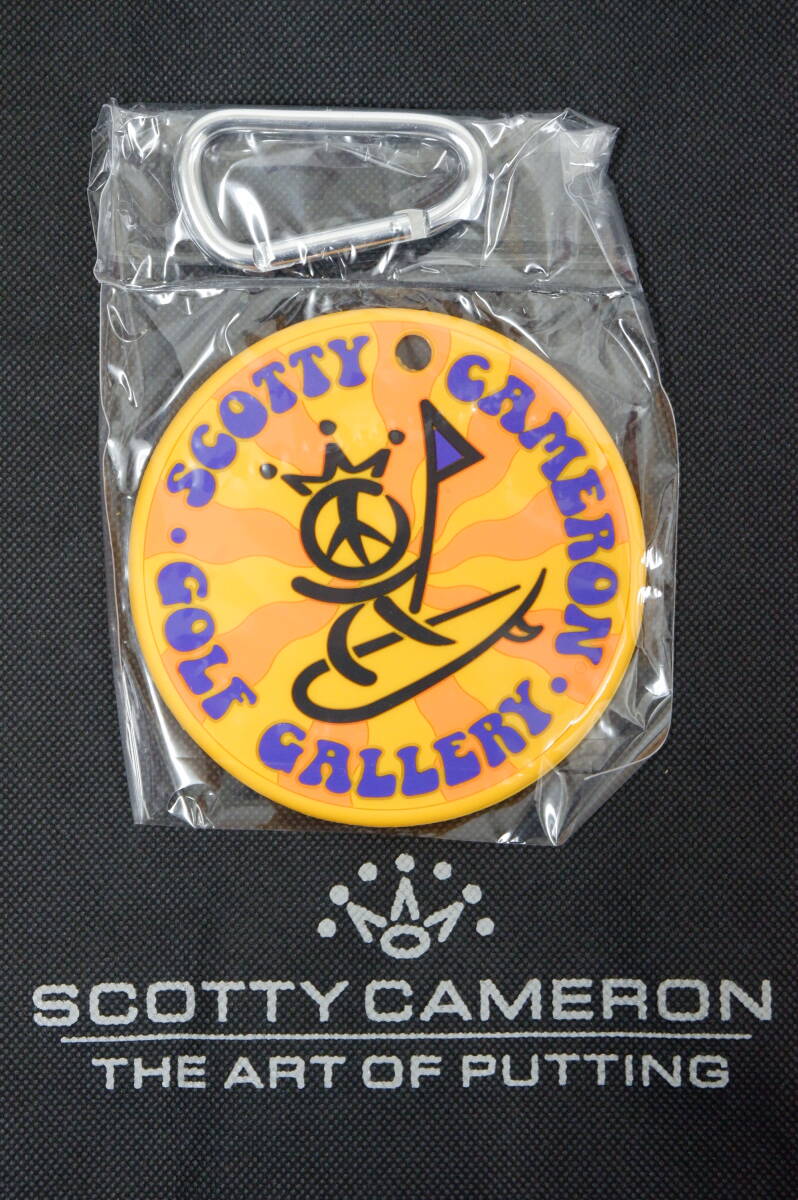 SCOTTY CAMERON
· GOLF GALLERY ·
SCOTTY CAMERON
THE ART OF PUTTING